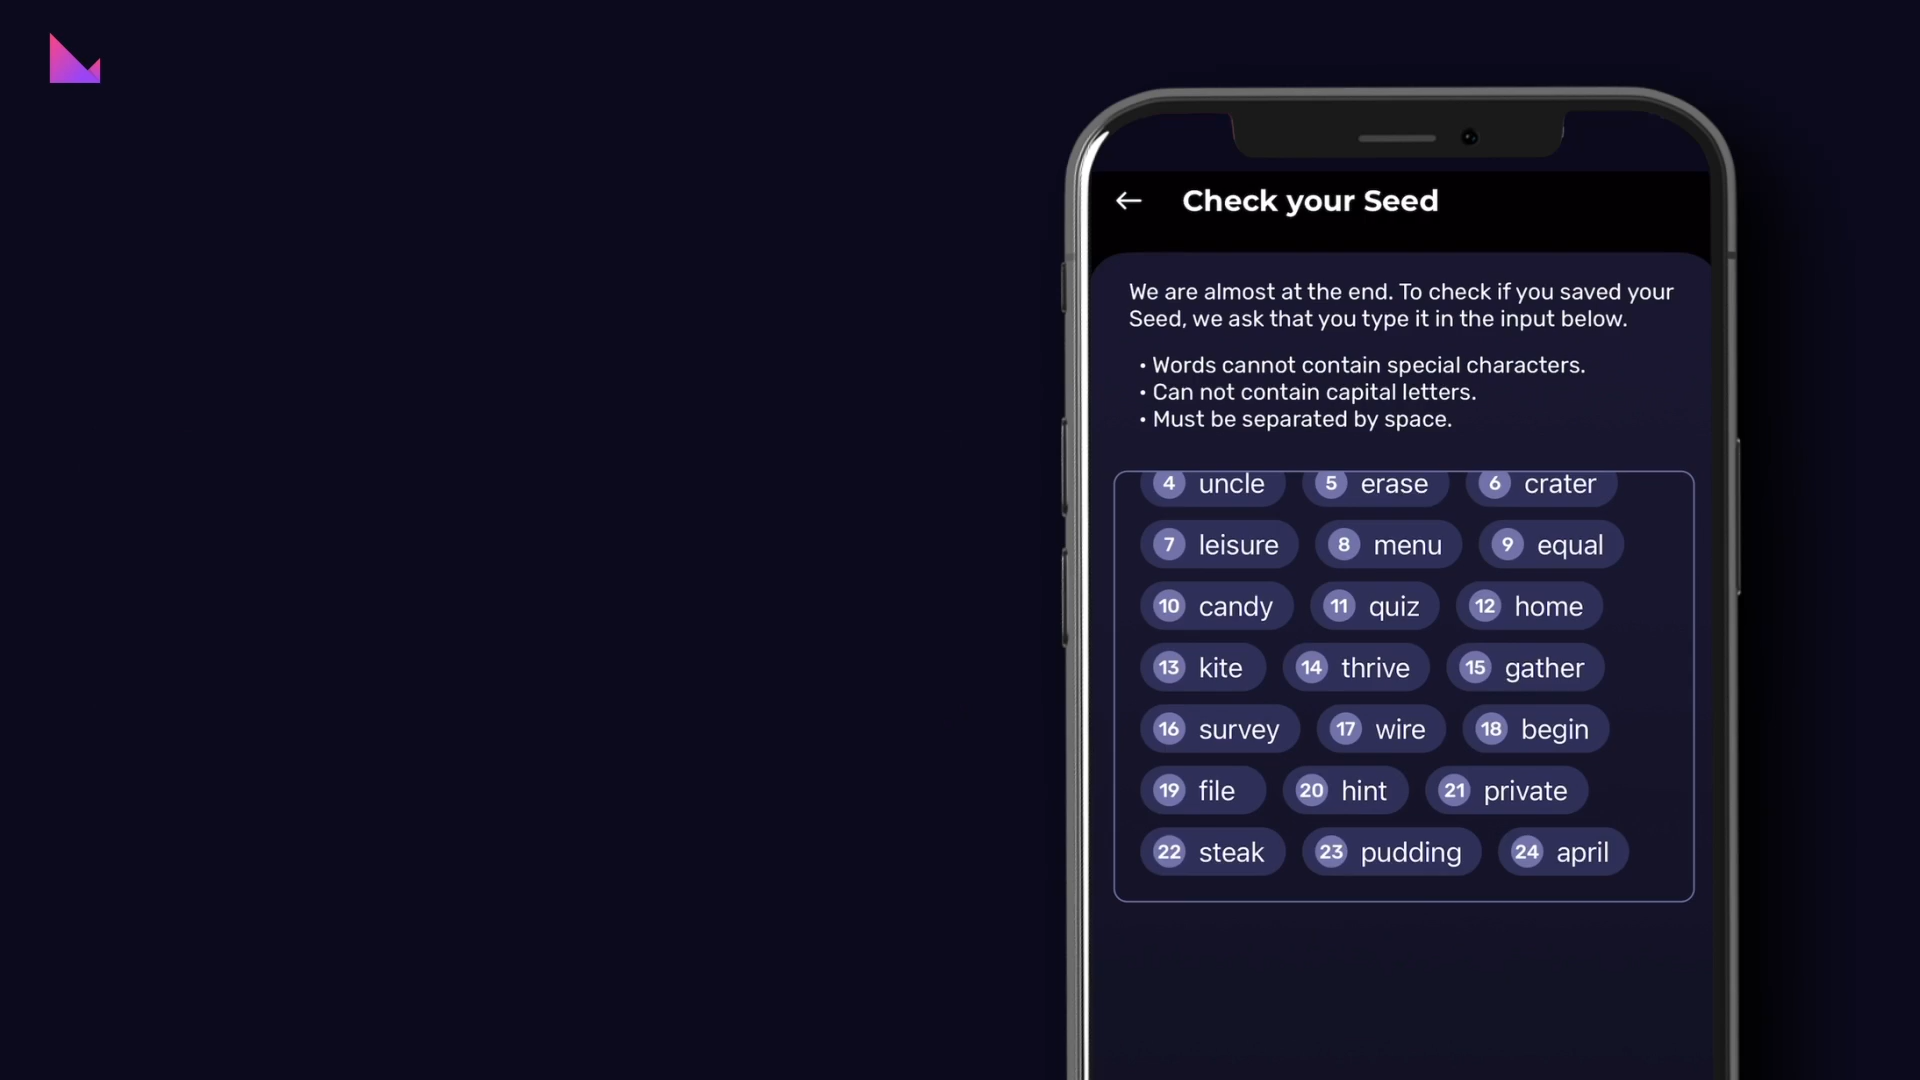 Check your Seed
We are almost at the end. To check if you saved your
Seed, we ask that you type it in the input below.
• Words cannot contain special characters.
• Can not contain capital letters.
• Must be separated by space.
4 uncle 5 erase 6 crater
7 leisure 8 menu 9 equal
10 candy 11 quiz 12 home
13 kite 14 thrive 15 gather
16 survey 17 wire 18 begin
19 file 20 hint 21 private
22 steak 23 pudding 24 april